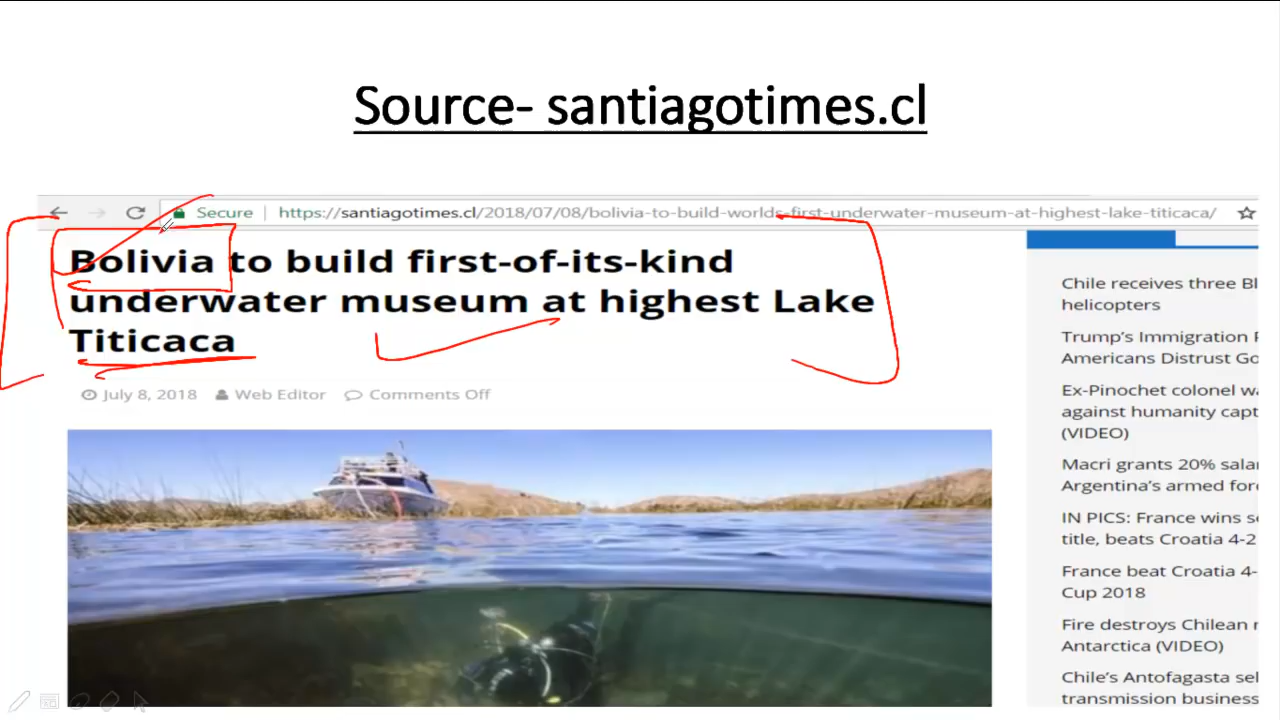 Source- santiagotimes.cl
Secure | https://santiagotimes.cl/2018/07/08/bolivia-to-build-worlds-first-underwater-museum-at-highest-lake-titicaca/
Bolivia to build first-of-its-kind
underwater museum at highest Lake
Titicaca
July 8, 2018 Web Editor Comments Off
Chile receives three Bl
helicopters
Trump’s Immigration
Americans Distrust Go
Ex-Pinochet colonel wa
against humanity capt
(VIDEO)
Macri grants 20% salar
Argentina’s armed forc
IN PICS: France wins se
title, beats Croatia 4-2
France beat Croatia 4-
Cup 2018
Fire destroys Chilean
Antarctica (VIDEO)
Chile’s Antofagasta sel
transmission business